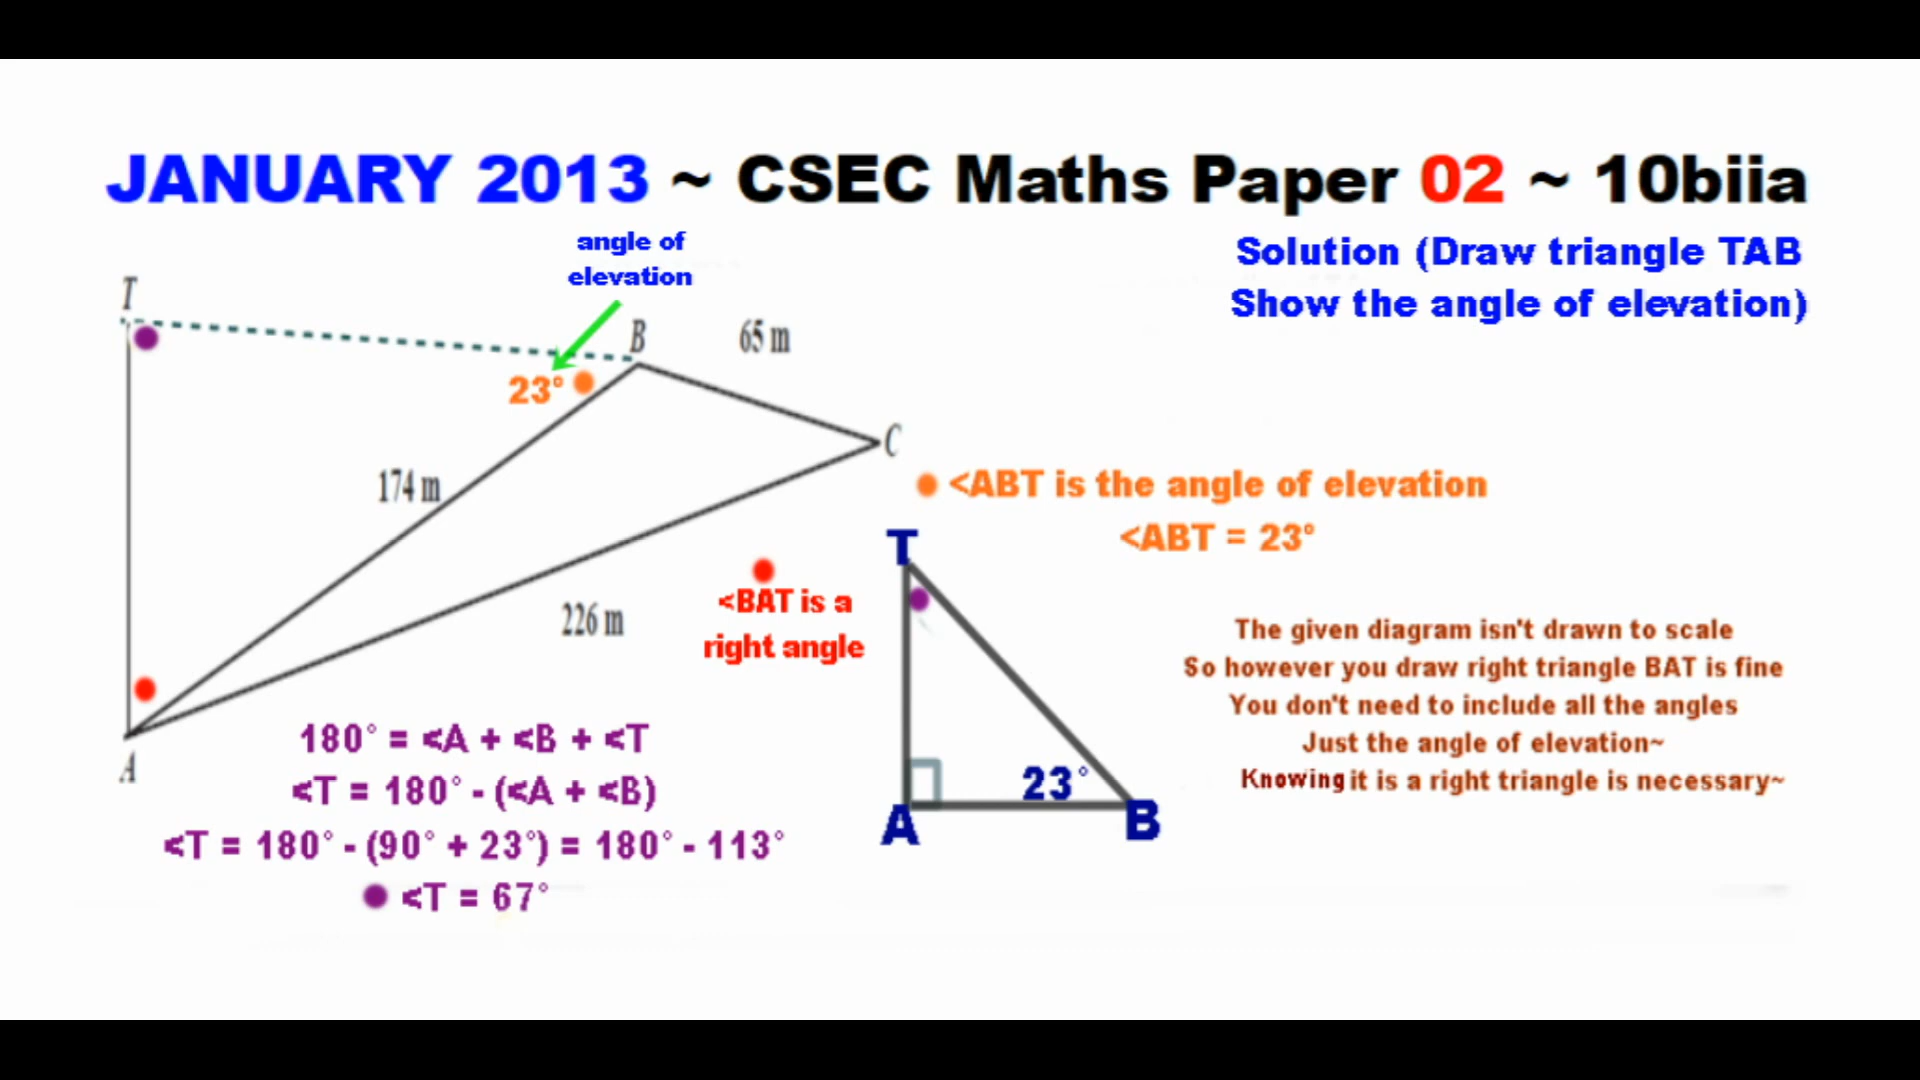 JANUARY 2013 ~ CSEC Maths Paper 02 ~ 10biia
Solution (Draw triangle TAB
Show the angle of elevation)
angle of
elevation
T
B
65 m
23°
C
174 m
<ABT is the angle of elevation
<ABT = 23°
T
226 m
<BAT is a
right angle
The given diagram isn't drawn to scale
So however you draw right triangle BAT is fine
You don't need to include all the angles
Just the angle of elevation~
Knowing it is a right triangle is necessary~
A
180° = <A + <B + <T
<T = 180° - (<A + <B)
<T = 180° - (90° + 23°) = 180° - 113°
<T = 67°
23°
A
B